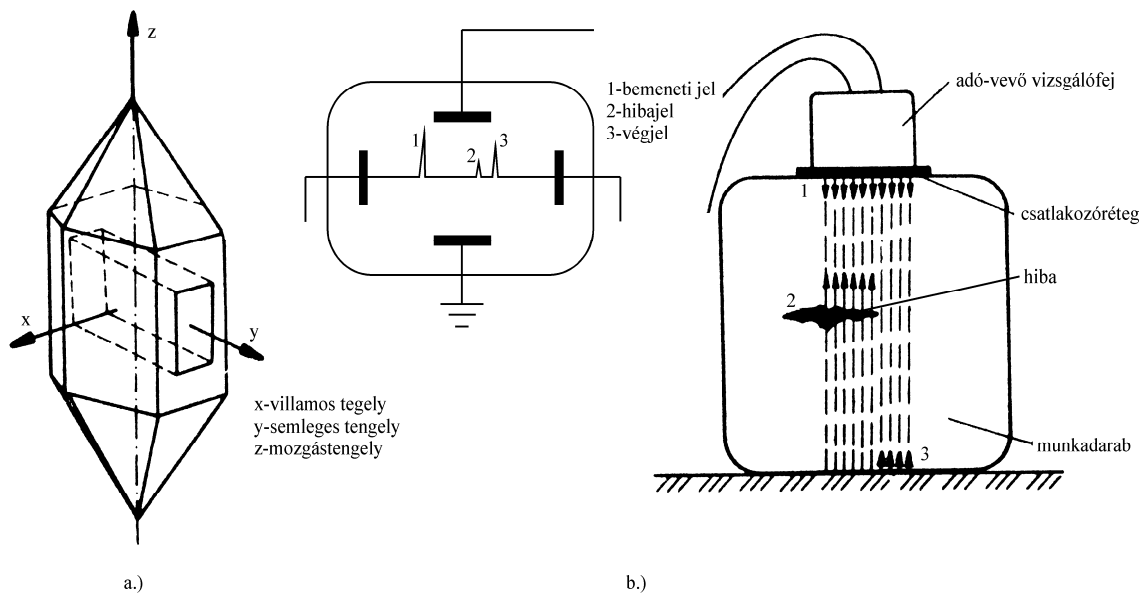 z
x
y
x-villamos tegely
y-semleges tengely
z-mozgástengely
a.)
1
2
3
1-bemeneti jel
2-hibajel
3-végjel
adó-vevő vizsgálófej
1
csatlakozóréteg
hiba
2
munkadarab
3
b.)